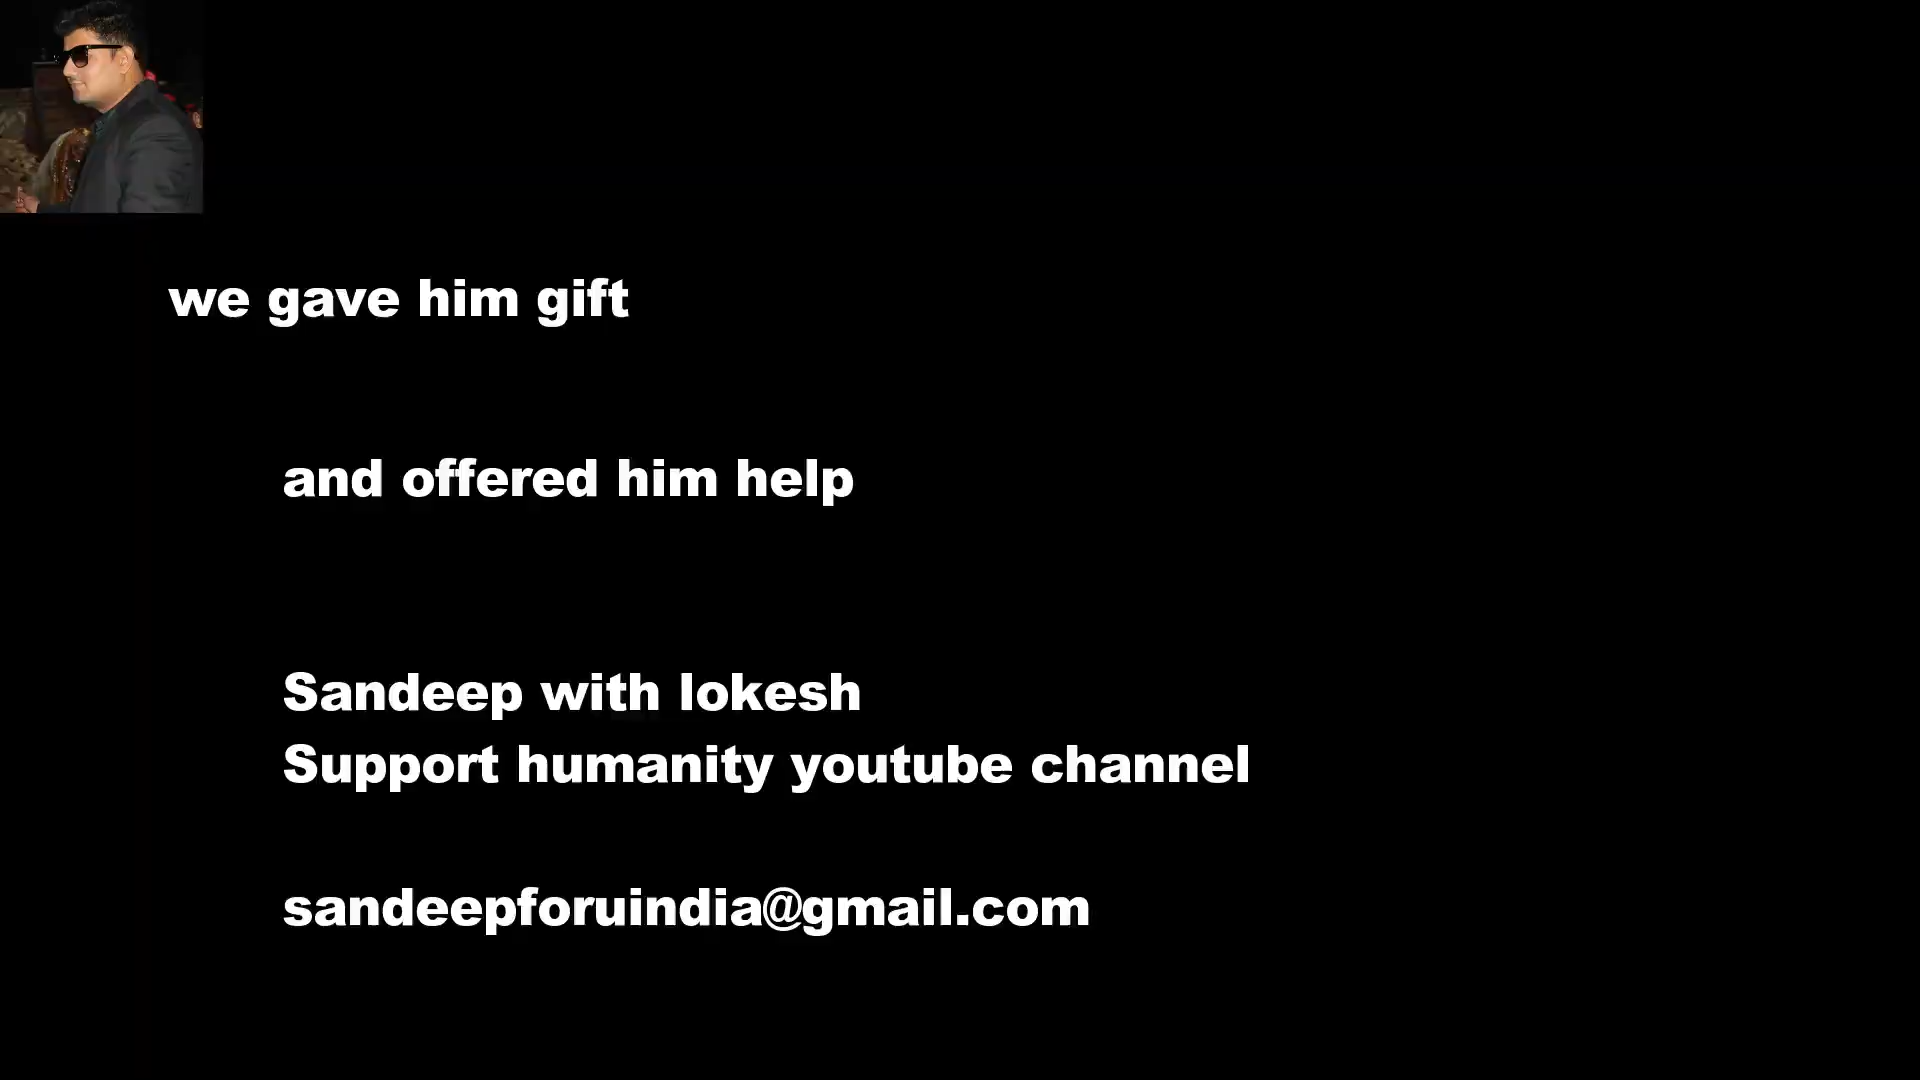 we gave him gift
and offered him help
Sandeep with lokesh
Support humanity youtube channel
sandeepforuindia@gmail.com